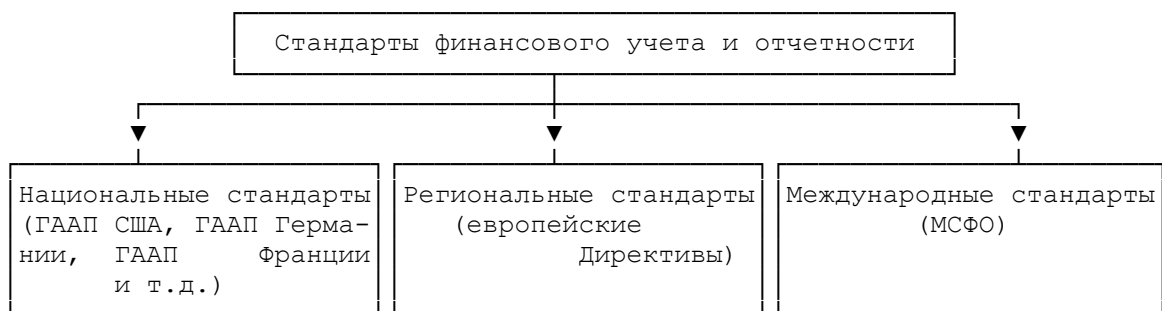 Стандарты финансового учета и отчетности
Национальные стандарты
(ГААП США, ГААП Герма-
нии, ГААП Франции
и т.д.)
Региональные стандарты
(европейские
Директивы)
Международные стандарты
(МСФО)